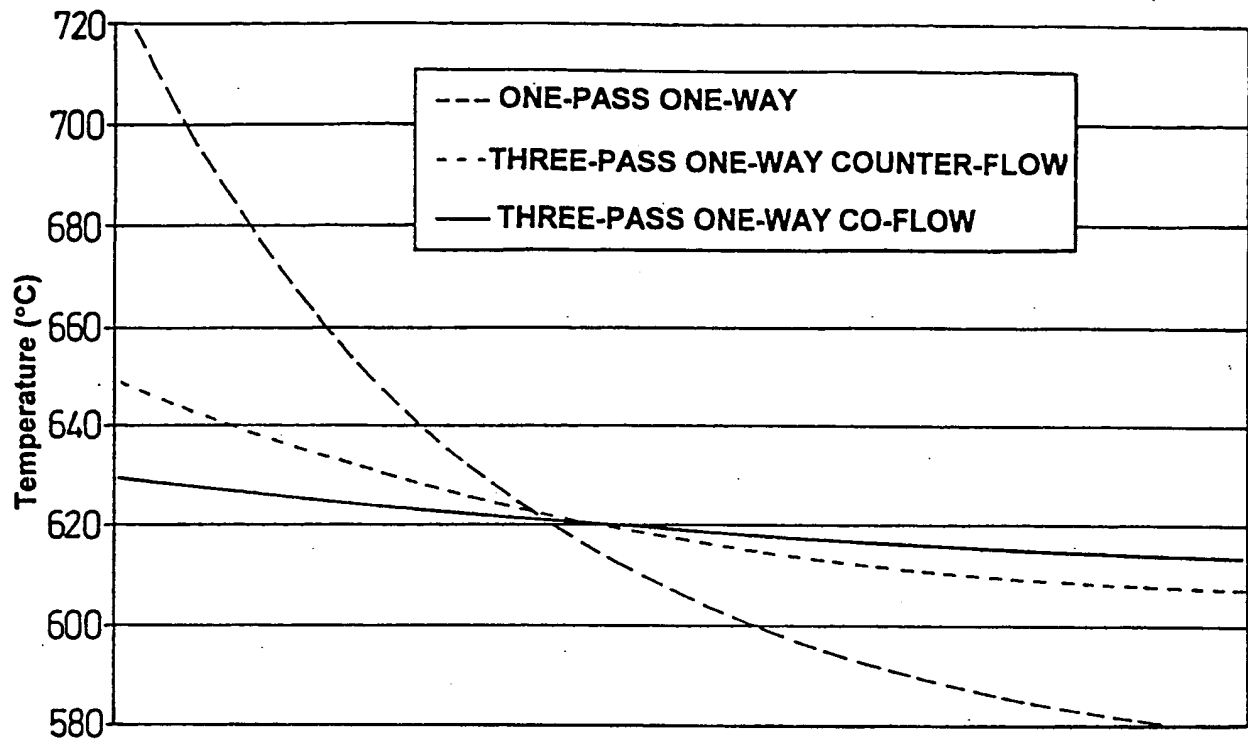 720
700
680
660
640
620
600
580
Temperature (°C)
ONE-PASS ONE-WAY
THREE-PASS ONE-WAY COUNTER-FLOW
THREE-PASS ONE-WAY CO-FLOW